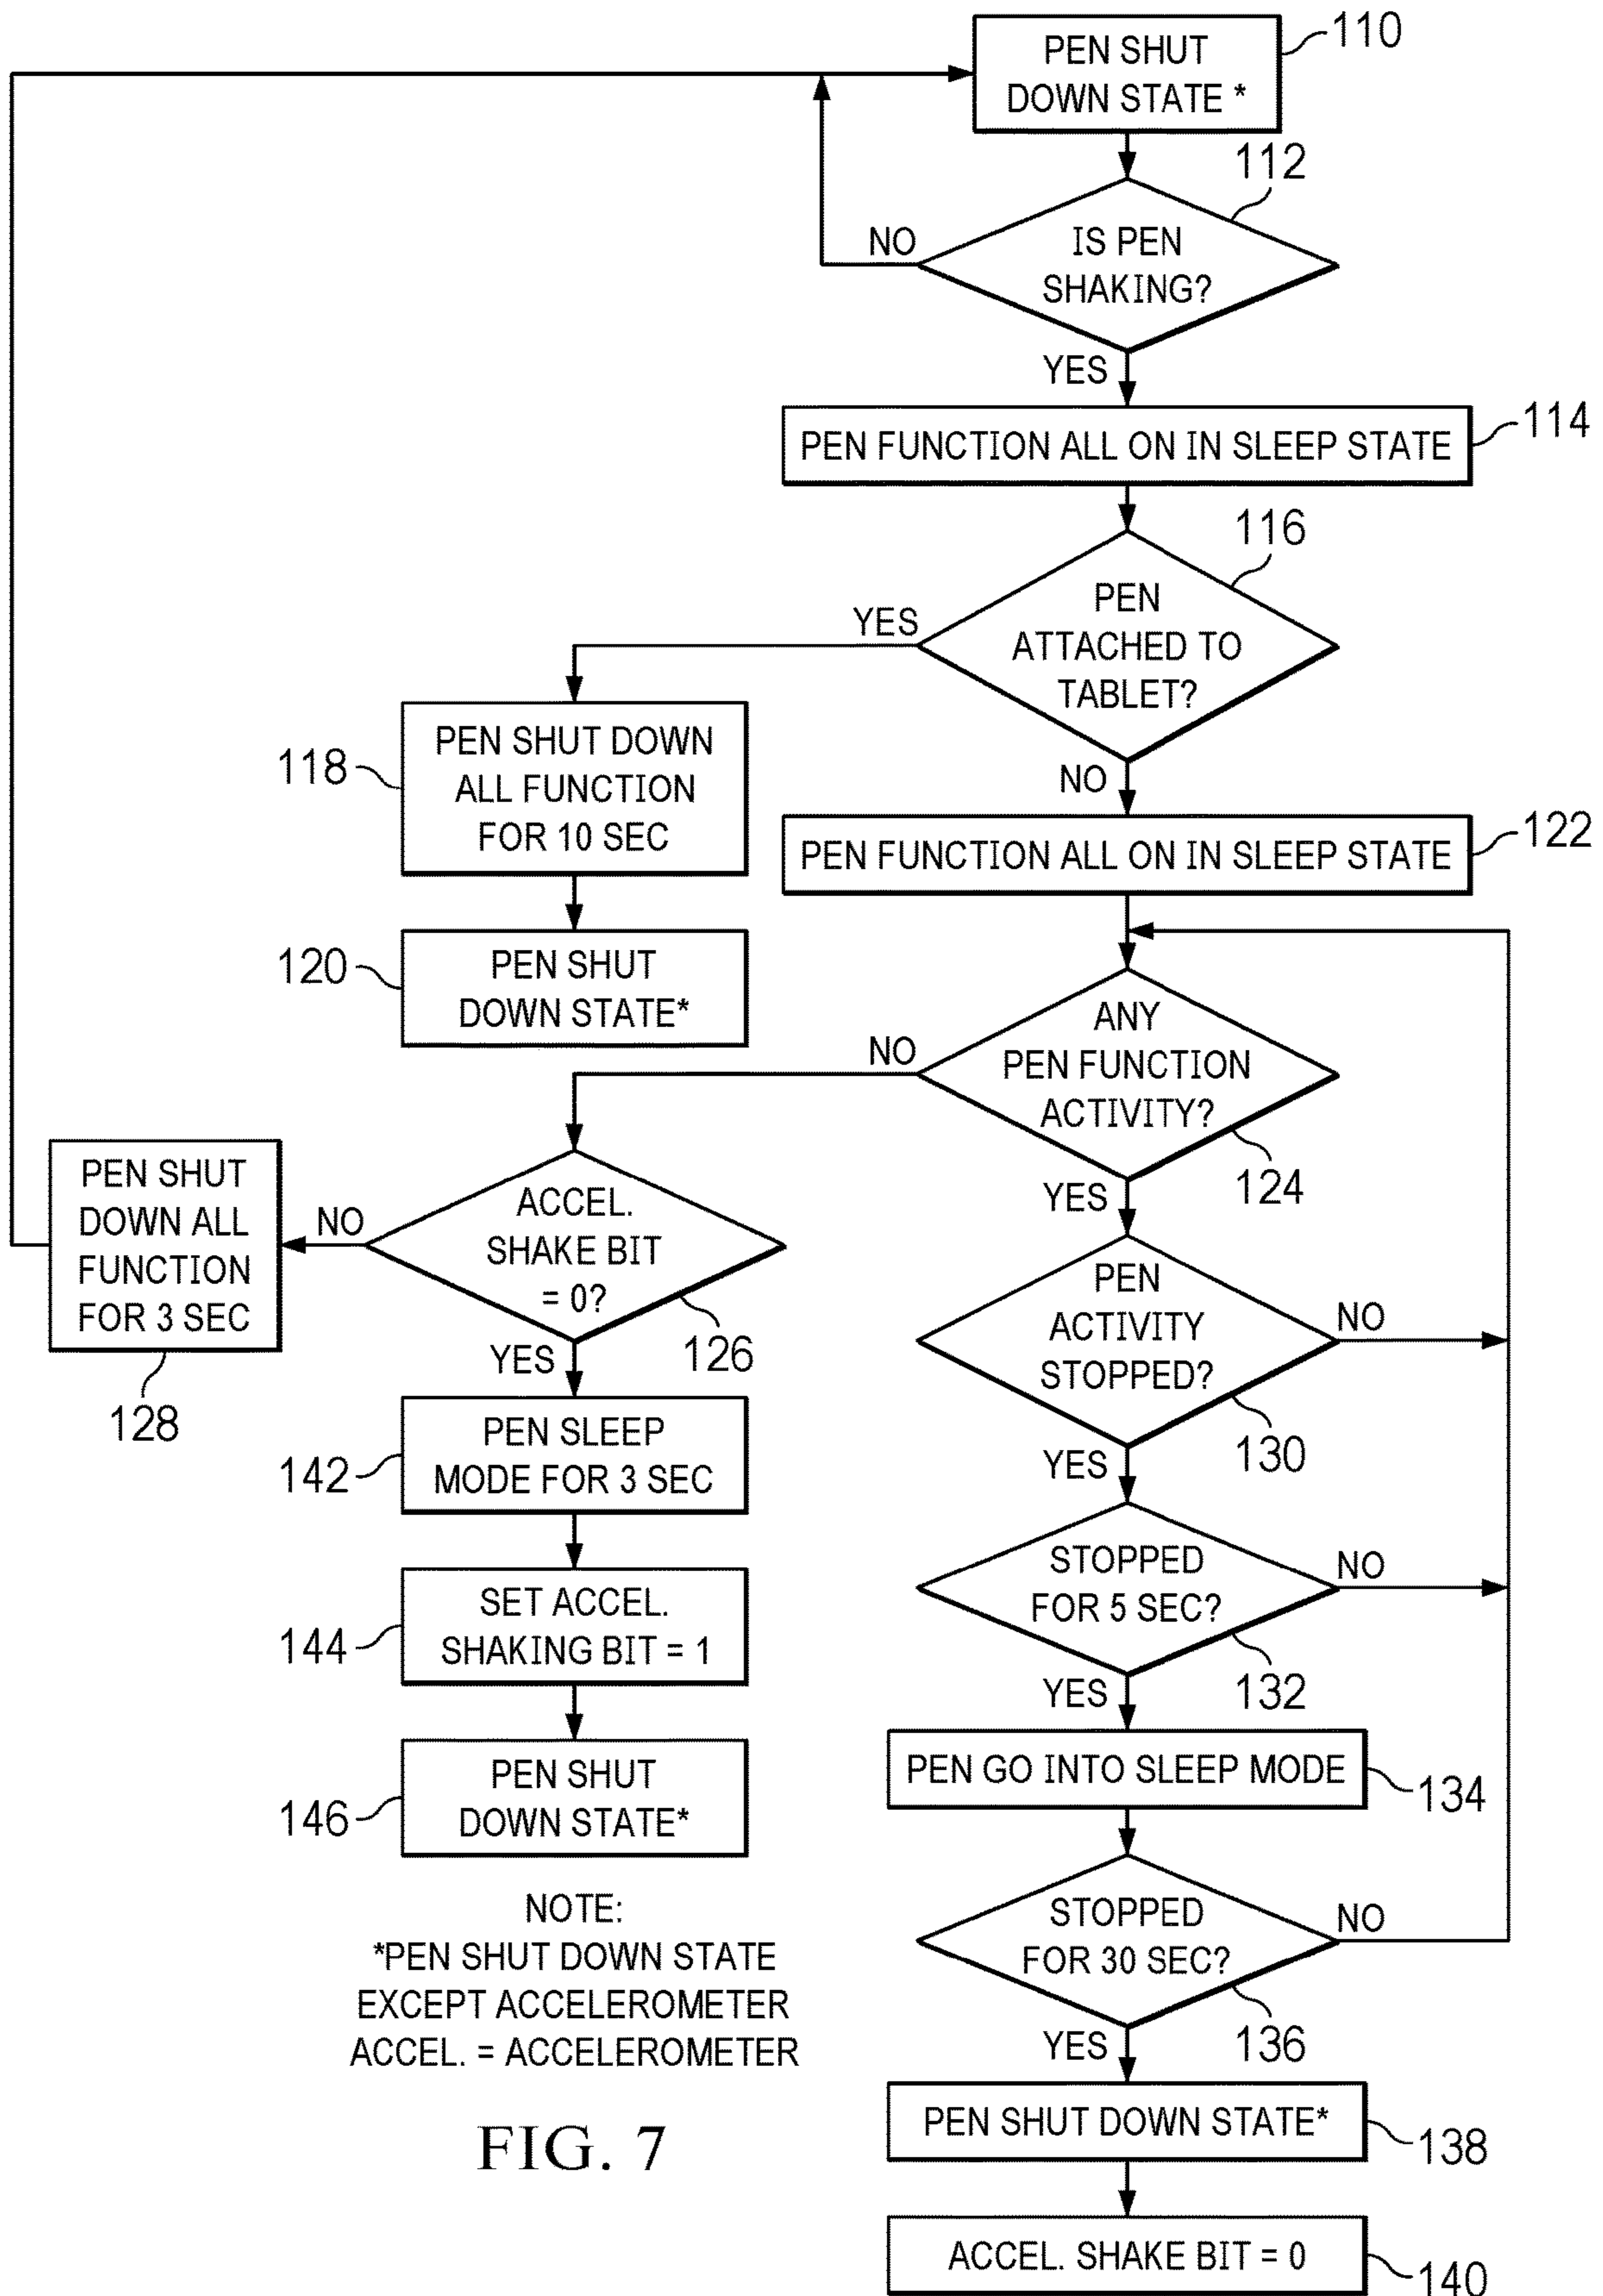 PEN SHUT
DOWN STATE *
110
112
IS PEN
SHAKING?
NO
YES
PEN FUNCTION ALL ON IN SLEEP STATE
114
116
PEN
ATTACHED TO
TABLET?
YES
NO
118
PEN SHUT DOWN
ALL FUNCTION
FOR 10 SEC
120
PEN SHUT
DOWN STATE*
PEN FUNCTION ALL ON IN SLEEP STATE
122
ANY
PEN FUNCTION
ACTIVITY?
124
NO
YES
ACCEL.
SHAKE BIT
= 0?
126
NO
YES
PEN SHUT
DOWN ALL
FUNCTION
FOR 3 SEC
128
PEN
ACTIVITY
STOPPED?
130
NO
YES
142
PEN SLEEP
MODE FOR 3 SEC
144
SET ACCEL.
SHAKING BIT = 1
146
PEN SHUT
DOWN STATE*
STOPPED
FOR 5 SEC?
132
NO
YES
PEN GO INTO SLEEP MODE
134
STOPPED
FOR 30 SEC?
136
NO
YES
PEN SHUT DOWN STATE*
138
ACCEL. SHAKE BIT = 0
140
NOTE:
*PEN SHUT DOWN STATE
EXCEPT ACCELEROMETER
ACCEL. = ACCELEROMETER
FIG. 7